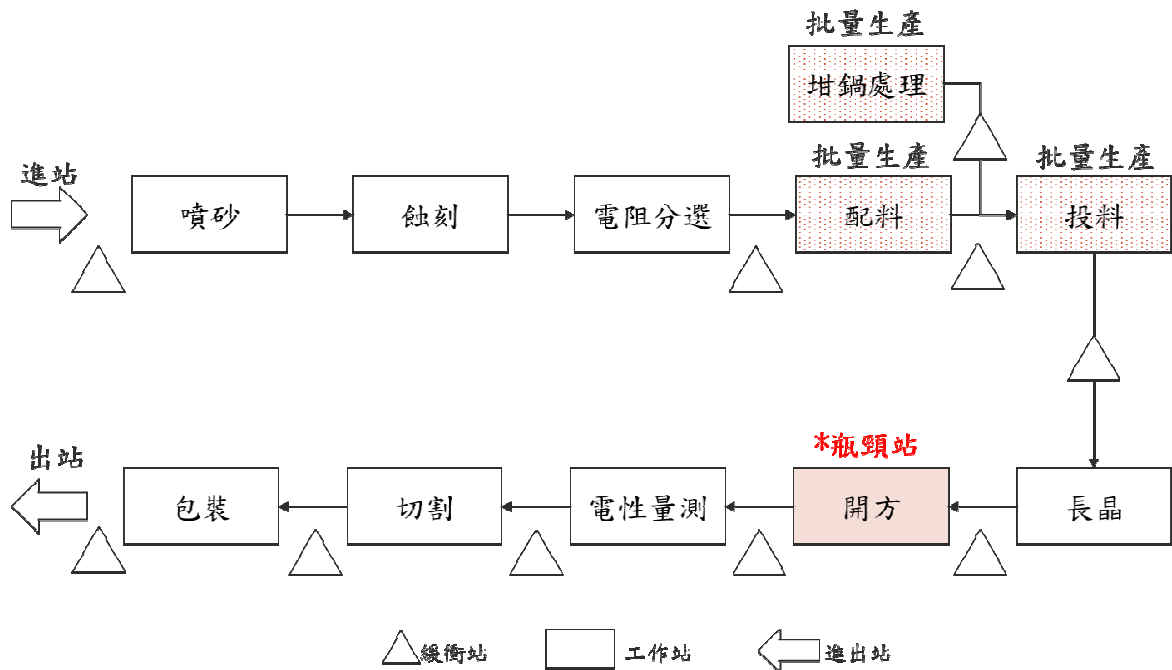 批量生產
坩鍋處理
批量生產
批量生產
進站
噴砂
蝕刻
電阻分選
配料
投料
*瓶頸站
出站
包裝
切割
電性量測
開方
長晶
緩衝站
工作站
進出站